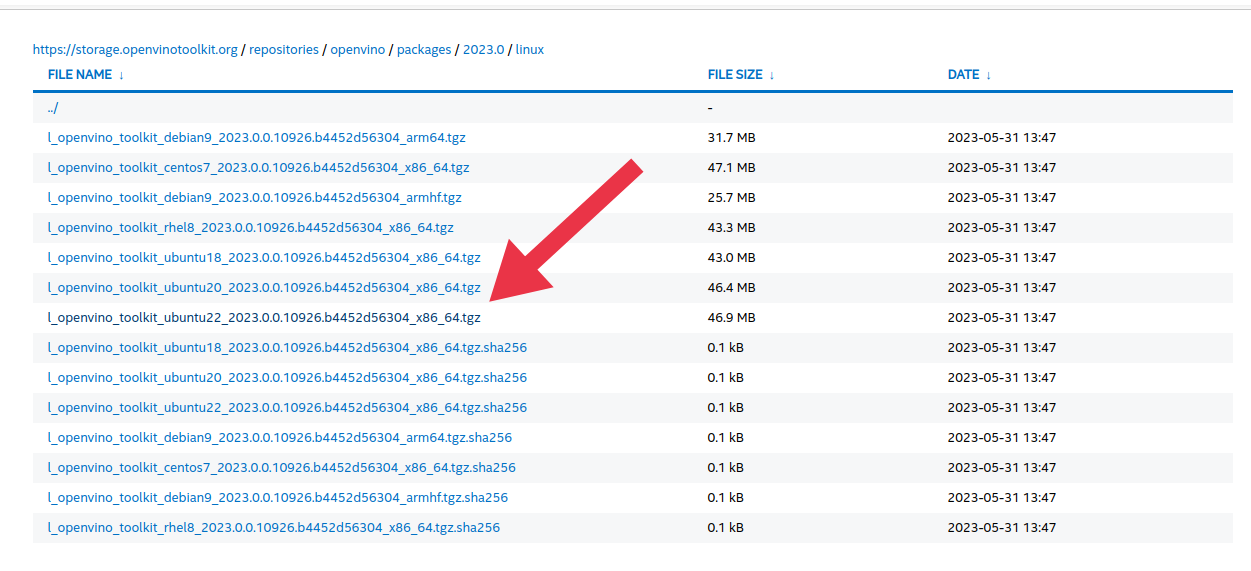 https://storage.openvinotoolkit.org / repositories / openvino / packages / 2023.0 / linux
FILE NAME ↓ FILE SIZE ↓ DATE ↓
../ -
l_openvino_toolkit_debian9_2023.0.0.10926.b4452d56304_arm64.tgz 31.7 MB 2023-05-31 13:47
l_openvino_toolkit_centos7_2023.0.0.10926.b4452d56304_x86_64.tgz 47.1 MB 2023-05-31 13:47
l_openvino_toolkit_debian9_2023.0.0.10926.b4452d56304_armhf.tgz 25.7 MB 2023-05-31 13:47
l_openvino_toolkit_rhel8_2023.0.0.10926.b4452d56304_x86_64.tgz 43.3 MB 2023-05-31 13:47
l_openvino_toolkit_ubuntu18_2023.0.0.10926.b4452d56304_x86_64.tgz 43.0 MB 2023-05-31 13:47
l_openvino_toolkit_ubuntu20_2023.0.0.10926.b4452d56304_x86_64.tgz 46.4 MB 2023-05-31 13:47
l_openvino_toolkit_ubuntu22_2023.0.0.10926.b4452d56304_x86_64.tgz 46.9 MB 2023-05-31 13:47
l_openvino_toolkit_ubuntu18_2023.0.0.10926.b4452d56304_x86_64.tgz.sha256 0.1 kB 2023-05-31 13:47
l_openvino_toolkit_ubuntu20_2023.0.0.10926.b4452d56304_x86_64.tgz.sha256 0.1 kB 2023-05-31 13:47
l_openvino_toolkit_ubuntu22_2023.0.0.10926.b4452d56304_x86_64.tgz.sha256 0.1 kB 2023-05-31 13:47
l_openvino_toolkit_debian9_2023.0.0.10926.b4452d56304_arm64.tgz.sha256 0.1 kB 2023-05-31 13:47
l_openvino_toolkit_centos7_2023.0.0.10926.b4452d56304_x86_64.tgz.sha256 0.1 kB 2023-05-31 13:47
l_openvino_toolkit_debian9_2023.0.0.10926.b4452d56304_armhf.tgz.sha256 0.1 kB 2023-05-31 13:47
l_openvino_toolkit_rhel8_2023.0.0.10926.b4452d56304_x86_64.tgz.sha256 0.1 kB 2023-05-31 13:47